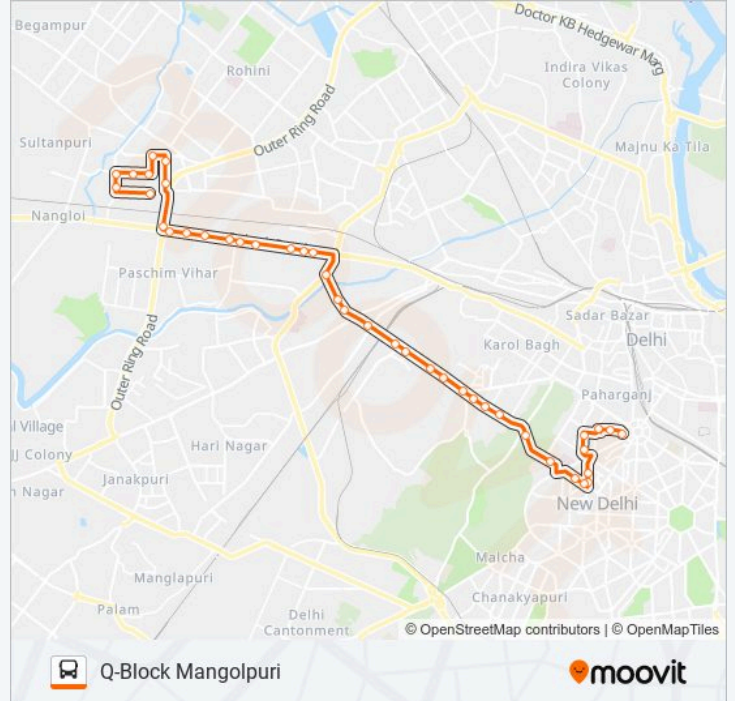 Doctor KB Hedgewar Marg
Begampur
Rohini
Indira Vikas
Colony
Outer Ring Road
Sultanpuri
Majnu Ka Tila
Nangloi
Paschim Vihar
Sadar Bazar
Delhi
Karol Bagh
Outer Ring Road
Paharganj
al Village
JJ Colony
Hari Nagar
Janakpuri
n Nagar
New Delhi
Malcha
Manglapuri
Chanakyapuri
Palam
Delhi
Cantonment
© OpenStreetMap contributors | © OpenMapTiles
Q-Block Mangolpuri
moovit